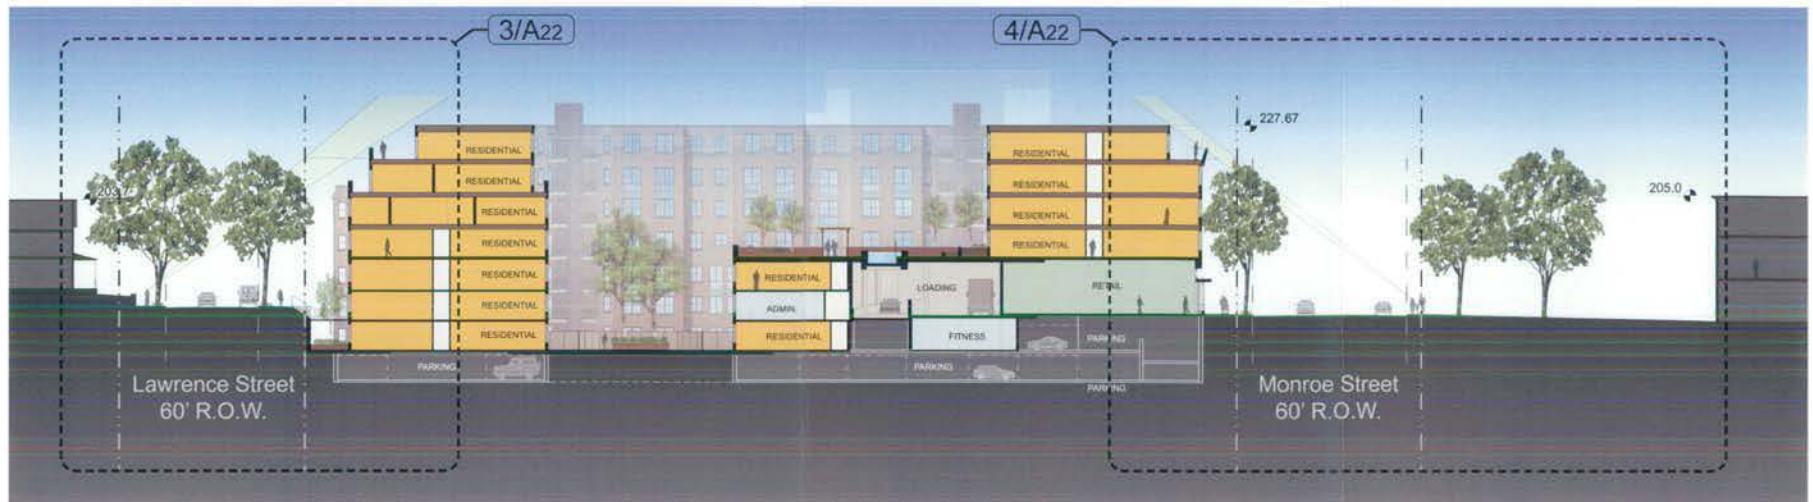 3/A22
4/A22
227.67
RESIDENTIAL
RESIDENTIAL
RESIDENTIAL
RESIDENTIAL
205.0
RESIDENTIAL
RESIDENTIAL
RESIDENTIAL
RESIDENTIAL
RESIDENTIAL
RESIDENTIAL
RESIDENTIAL
LOADING
RETAIL
RESIDENTIAL
ADMIN
RESIDENTIAL
RESIDENTIAL
FITNESS
PARKING
PARKING
PARKING
PARKING
Lawrence Street
60' R.O.W.
Monroe Street
60' R.O.W.